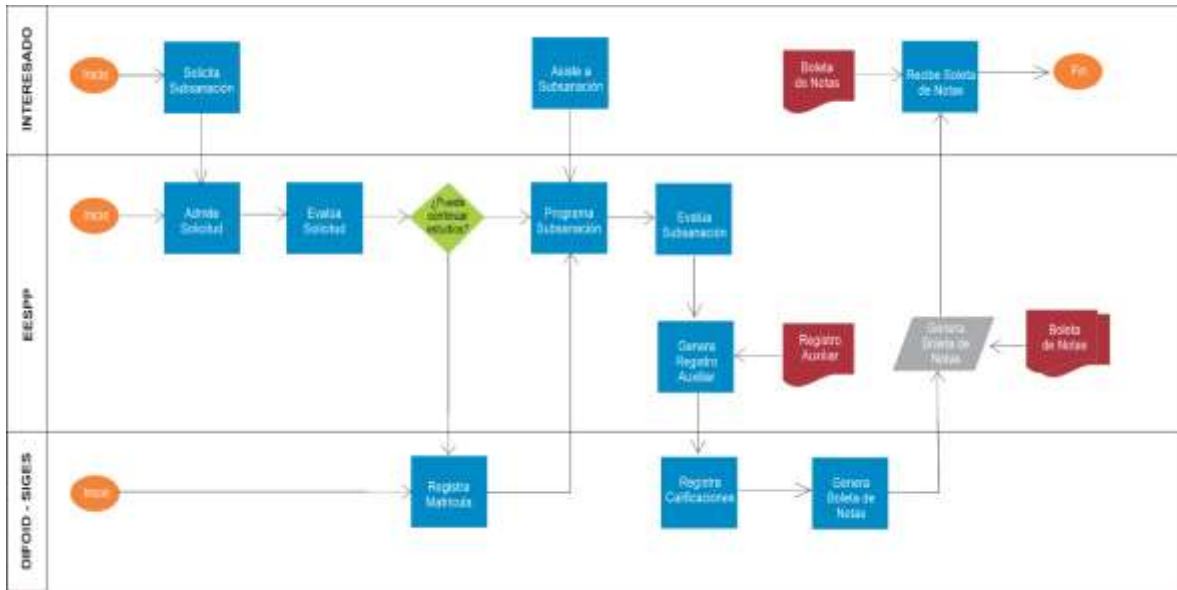 INTERESADO
Inicio
Solicita
Subsanación
Asiste a
Subsanación
Boleta
de Notas
Recibe Boleta
de Notas
Fin
EESPP
Inicio
Admite
Solicitud
Evalúa
Solicitud
¿Puede
continuar
estudios?
Programa
Subsanación
Evalúa
Subsanación
Genera
Registro
Auxiliar
Registro
Auxiliar
Genera
Boleta de
Notas
Boleta
de Notas
DIFOID - SIGES
Inicio
Registra
Matrícula
Registra
Calificaciones
Genera
Boleta de
Notas